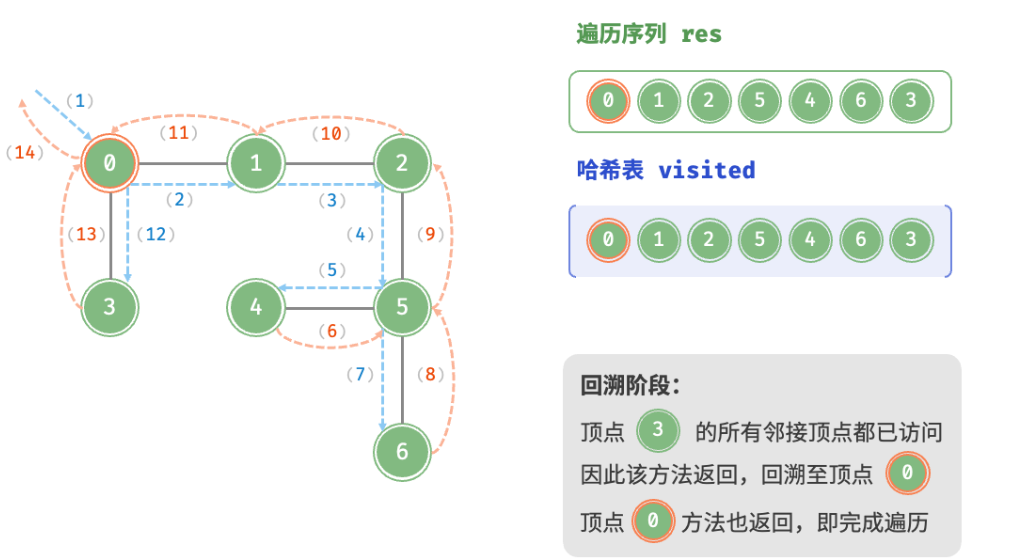 遍历序列 res
0 1 2 5 4 6 3
哈希表 visited
0 1 2 5 4 6 3
(1)
(11) (10)
(14)
0 1 2
(2) (3)
(13) (12) (4) (9)
(5)
3 4 5
(6)
(7) (8)
6
回溯阶段：
顶点 3 的所有邻接顶点都已访问
因此该方法返回，回溯至顶点 0
顶点 0 方法也返回，即完成遍历